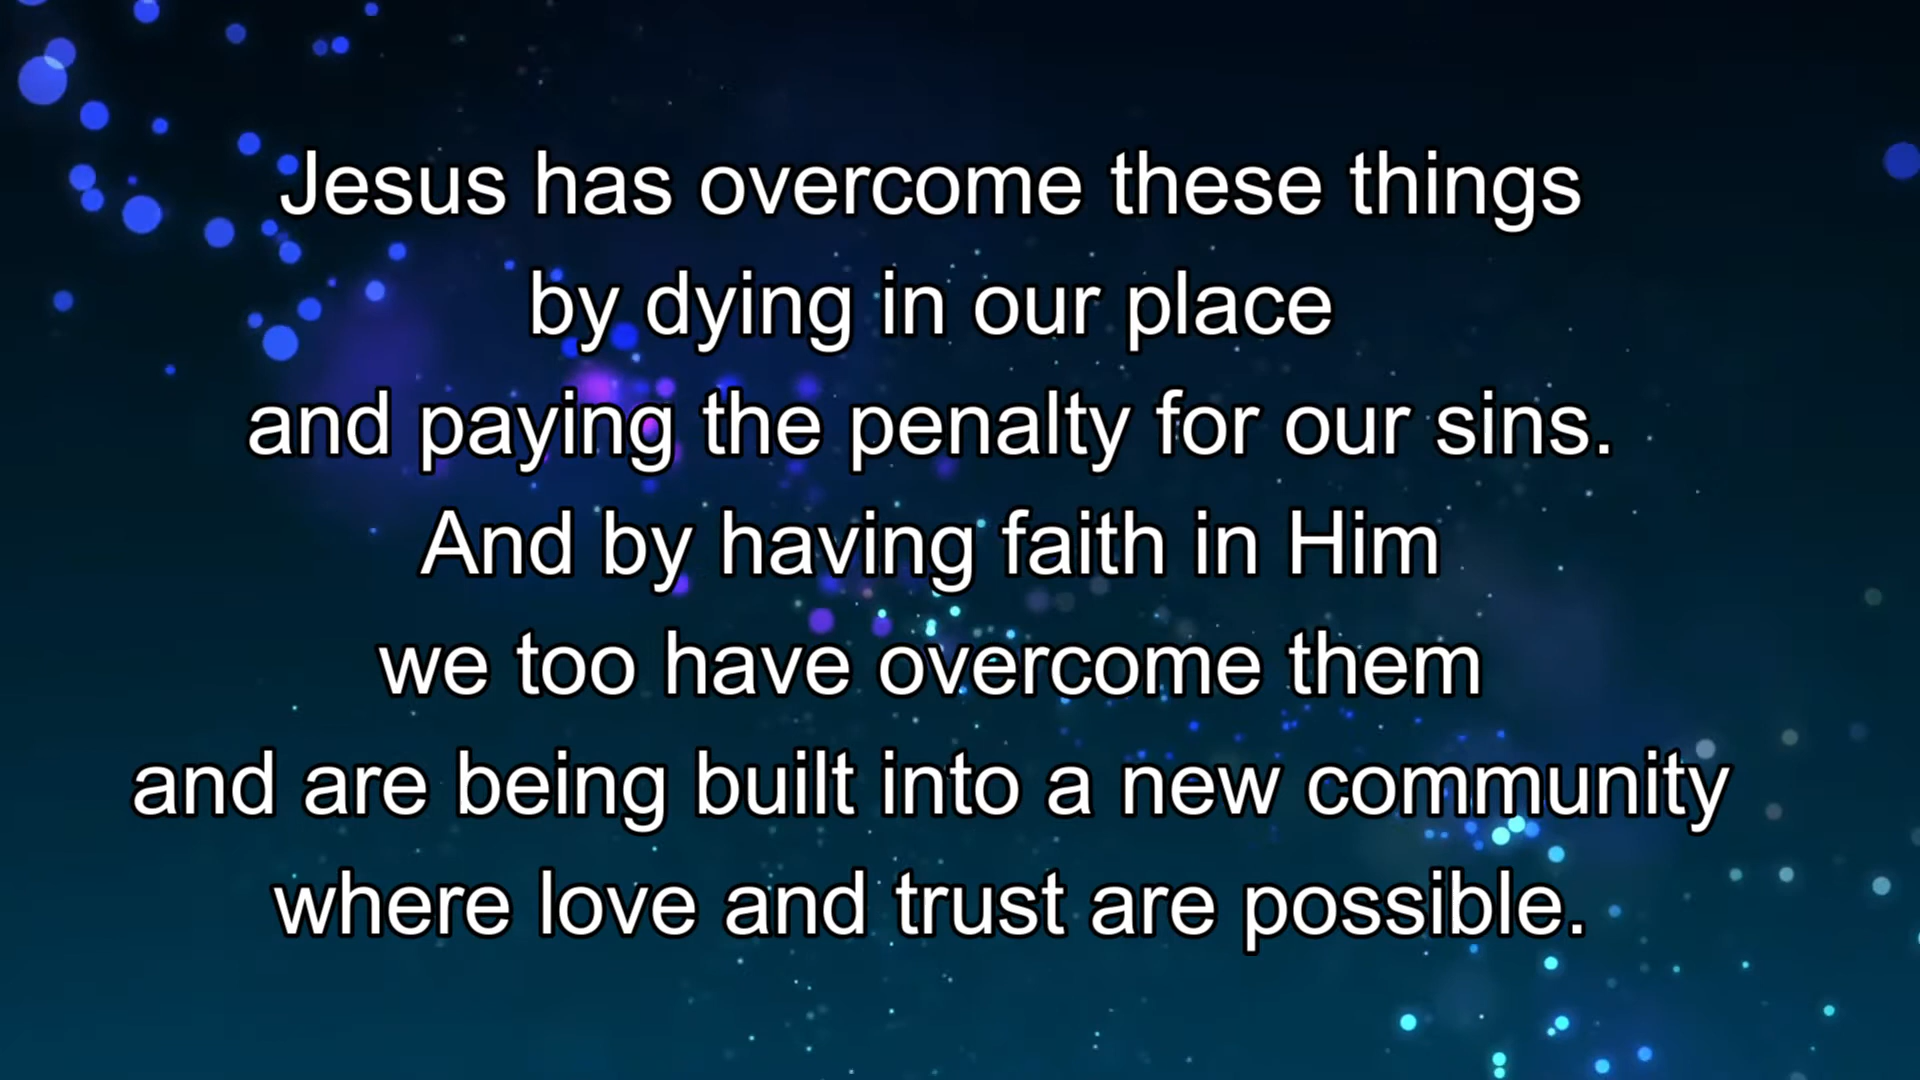 Jesus has overcome these things
by dying in our place
and paying the penalty for our sins.
And by having faith in Him
we too have overcome them
and are being built into a new community
where love and trust are possible.